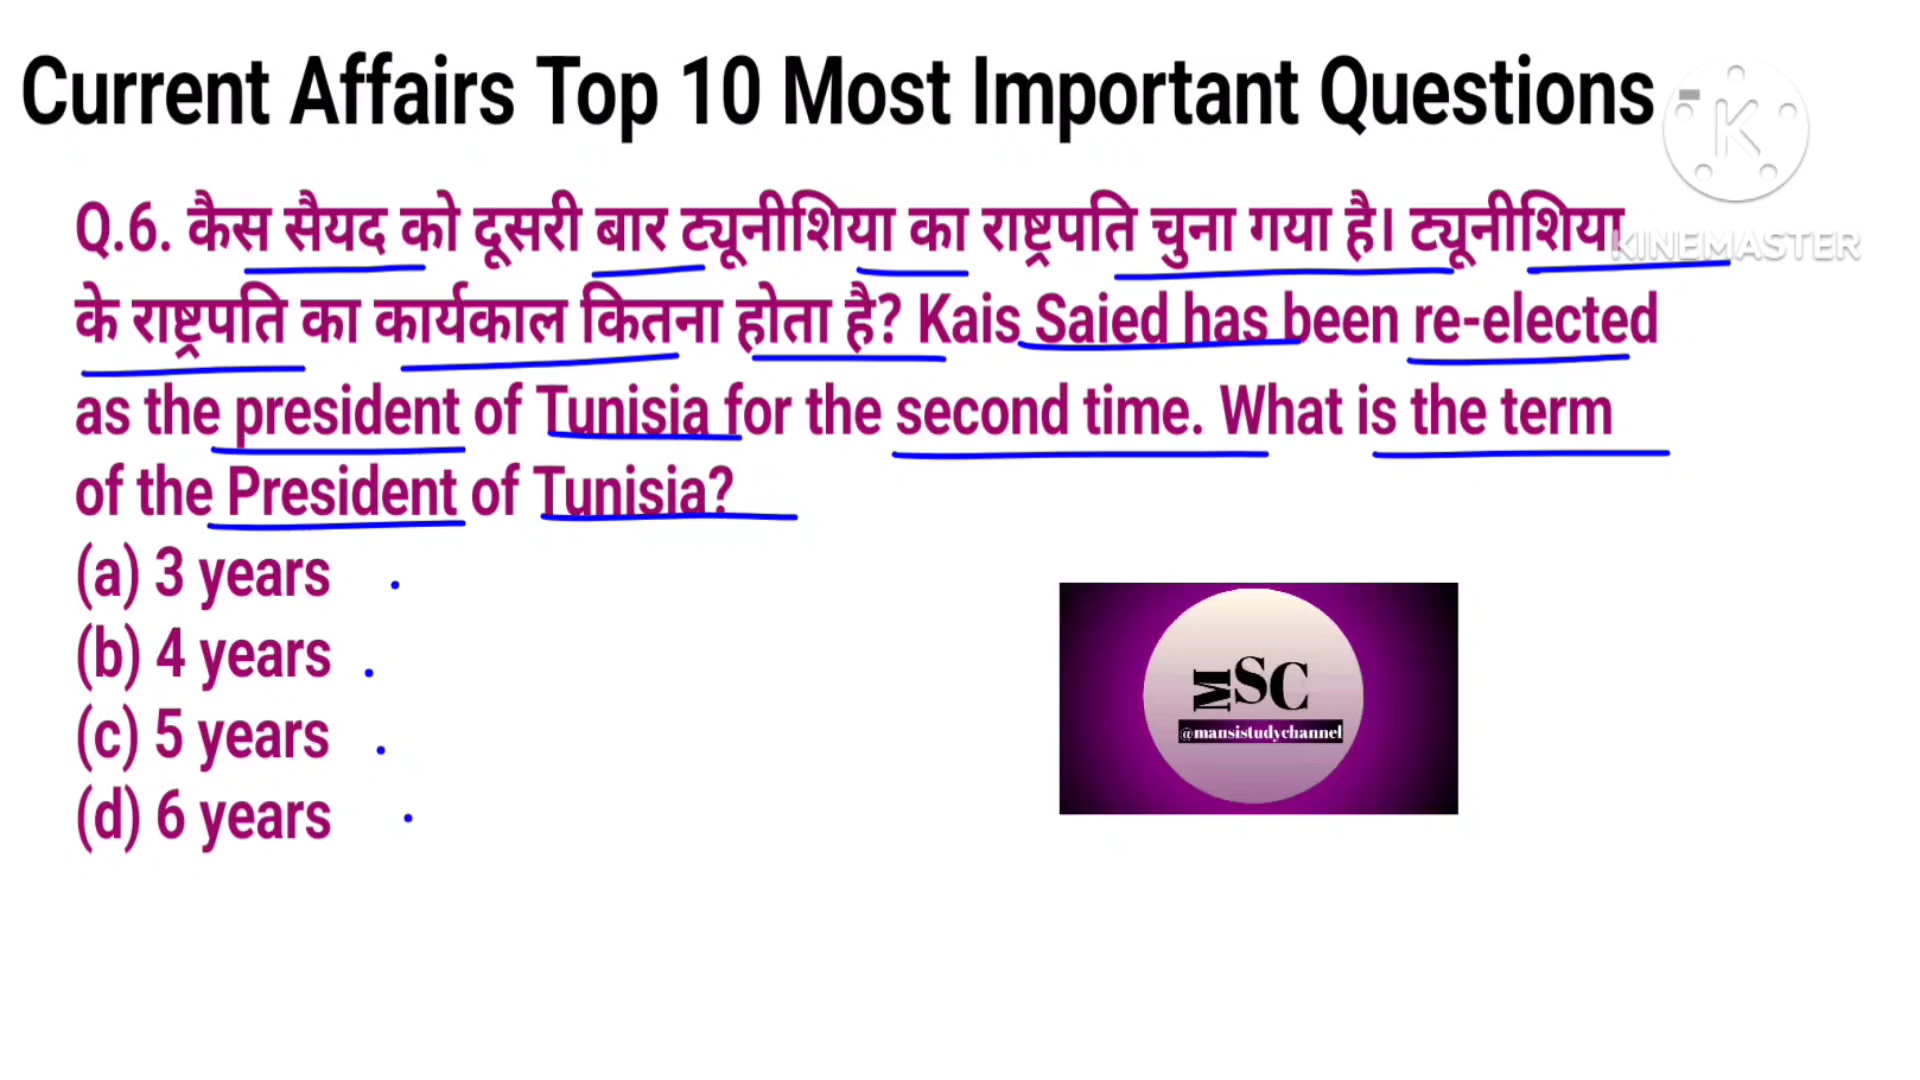 Current Affairs Top 10 Most Important Questions -
K
KINEMASTER
Q.6. कैस सैयद को दूसरी बार ट्यूनीशिया का राष्ट्रपति चुना गया है। ट्यूनीशिया
के राष्ट्रपति का कार्यकाल कितना होता है? Kais Saied has been re-elected
as the president of Tunisia for the second time. What is the term
of the President of Tunisia?
(a) 3 years
(b) 4 years
(c) 5 years
(d) 6 years
MSC
@mansistudychannel